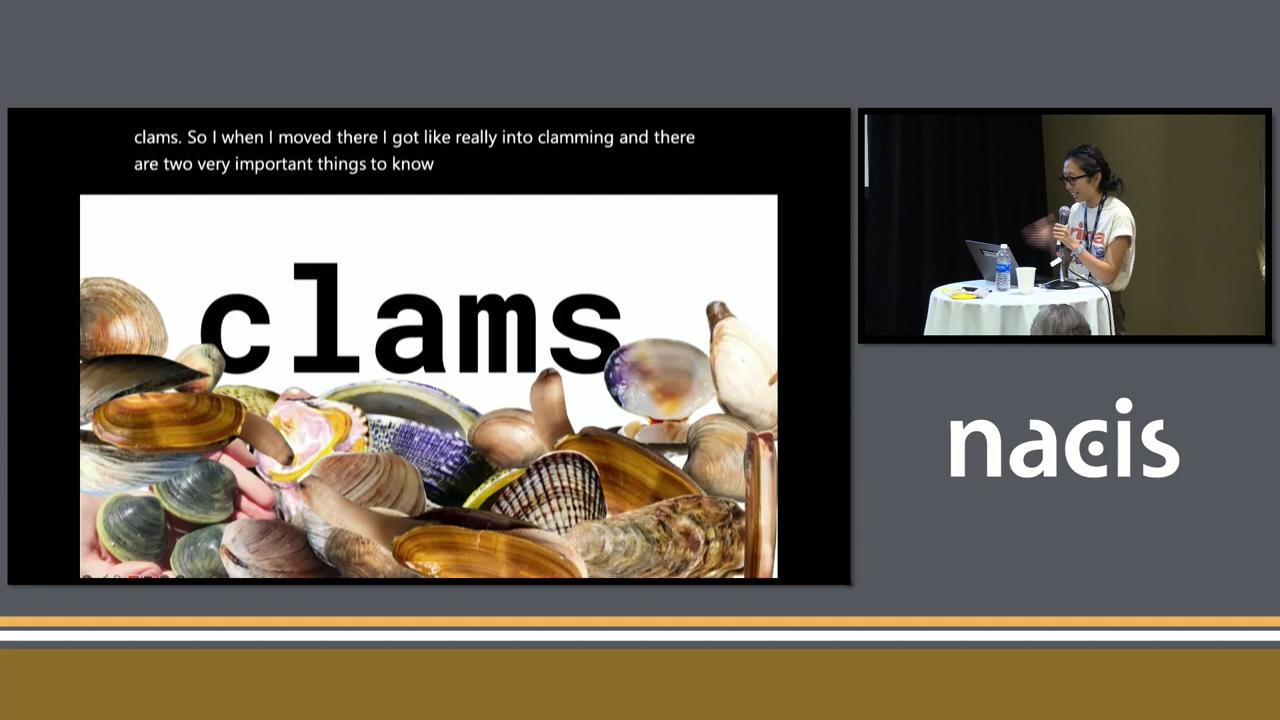 clams. So I when I moved there I got like really into clamming and there
are two very important things to know
clams
nacis